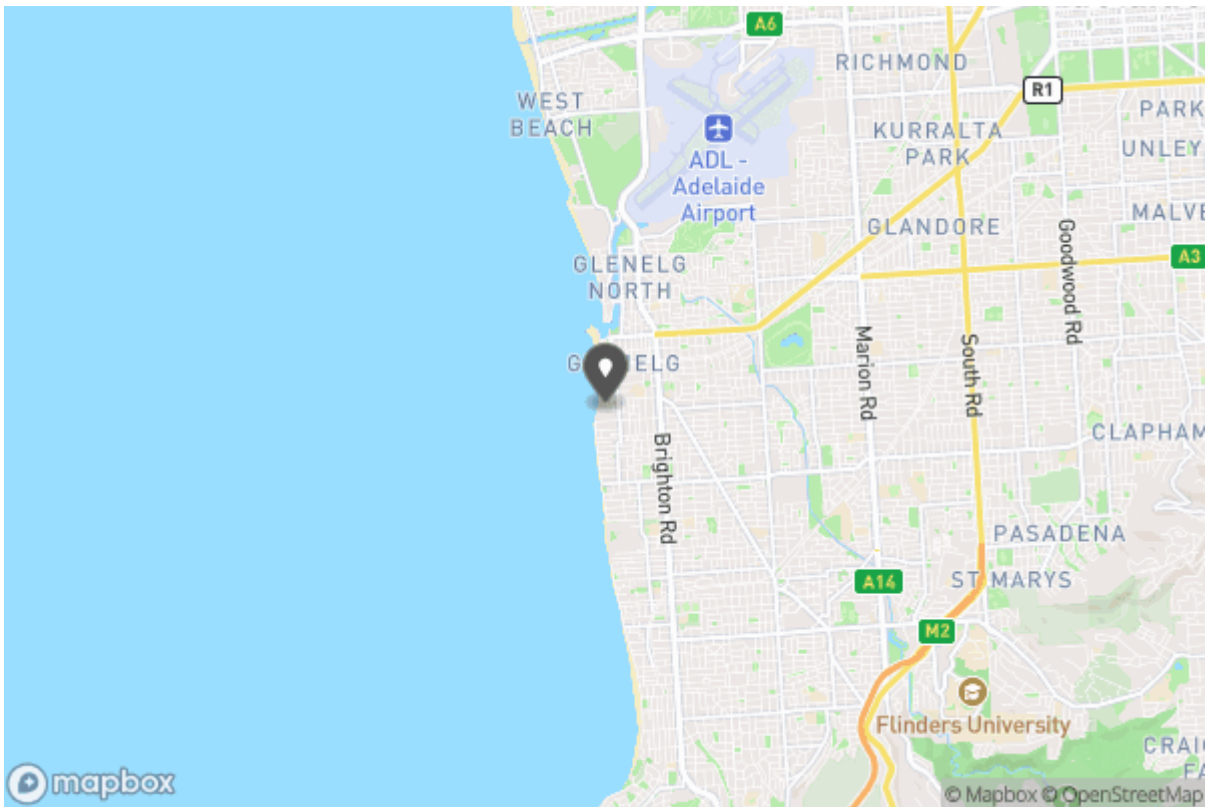 A6
RICHMOND
R1
WEST
BEACH
PARK
KURRALTA
PARK
UNLEY
ADL -
Adelaide
Airport
MALVE
GLANDORE
Goodwood Rd
A3
GLENELG
NORTH
Marion Rd
South Rd
G ELG
Brighton Rd
CLAPHAM
PASADENA
ST MARYS
A14
M2
Flinders University
CRAIG
mapbox
© Mapbox © OpenStreetMap